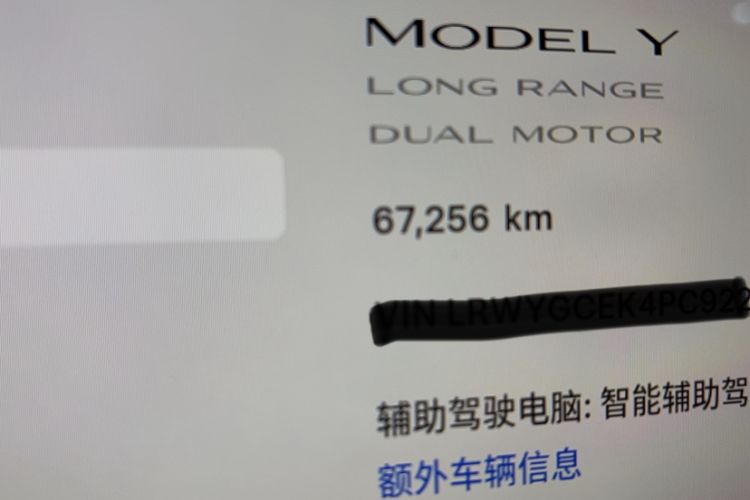 MODEL Y
LONG RANGE
DUAL MOTOR
67,256 km
辅助驾驶电脑: 智能辅助驾
额外车辆信息